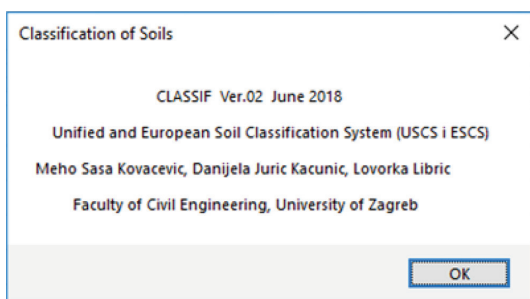 Classification of Soils
CLASSIF Ver.02 June 2018
Unified and European Soil Classification System (USCS i ESCS)
Meho Sasa Kovacevic, Danijela Juric Kacunic, Lovorka Libric
Faculty of Civil Engineering, University of Zagreb
OK